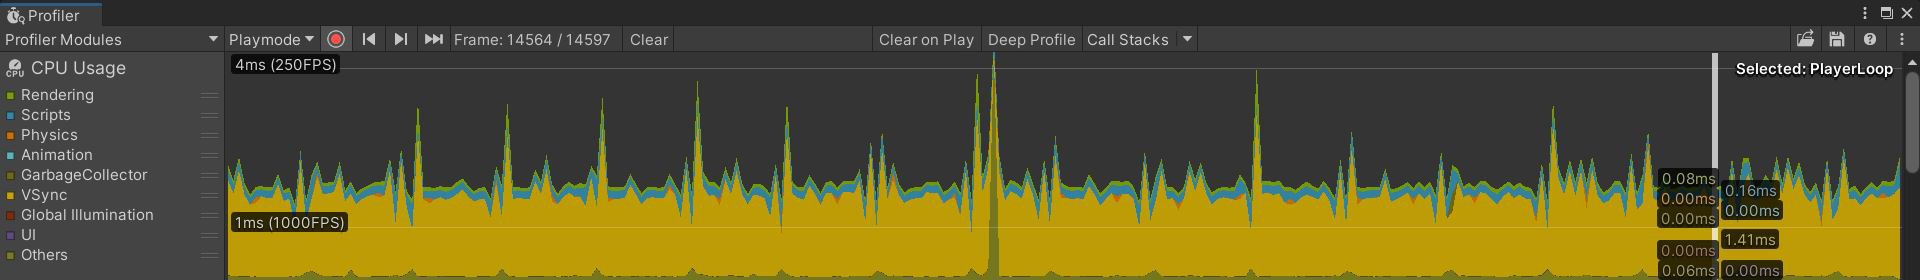 Profiler
Profiler Modules
Playmode
Frame: 14564 / 14597
Clear
Clear on Play
Deep Profile
Call Stacks
CPU Usage
Rendering
Scripts
Physics
Animation
GarbageCollector
VSync
Global Illumination
UI
Others
4ms (250FPS)
Selected: PlayerLoop
1ms (1000FPS)
0.08ms
0.16ms
0.00ms
0.00ms
0.00ms
1.41ms
0.00ms
0.06ms
0.00ms